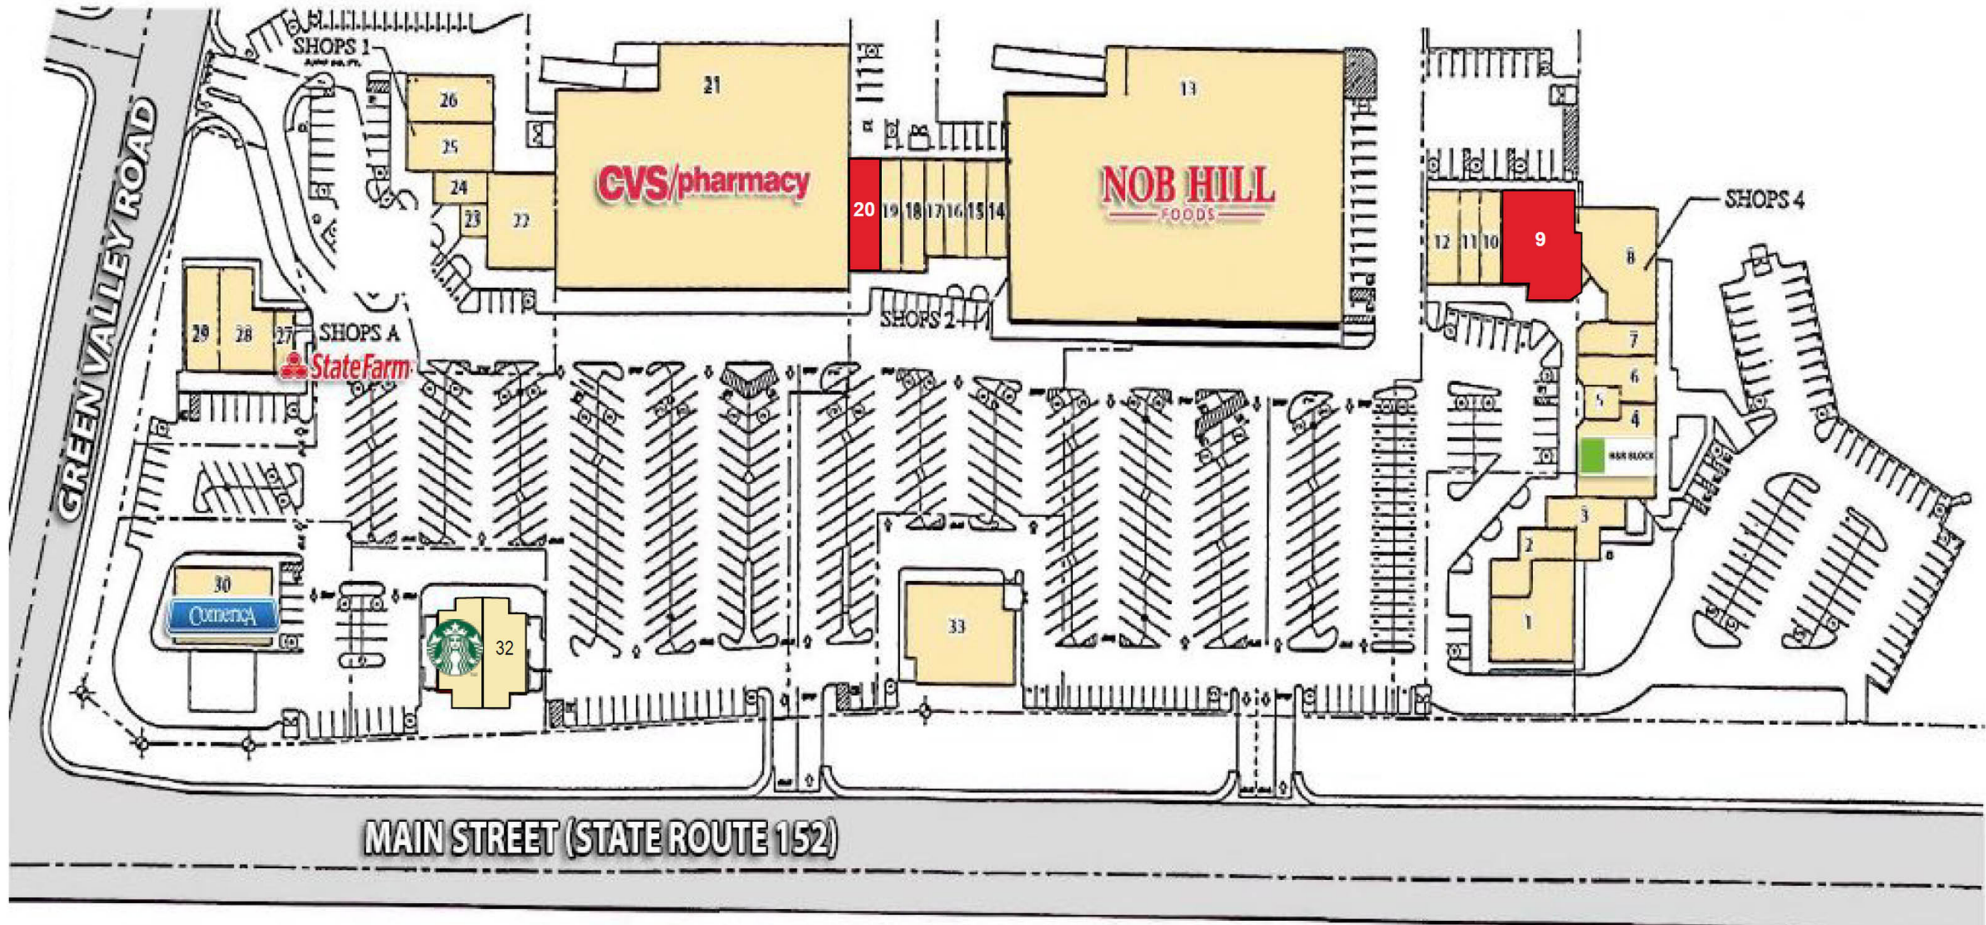 SHOPS 1
26
25
24
23
22
21
CVS/pharmacy
20
19
18
17
16
15
14
13
NOB HILL
FOODS
SHOPS 2
12
11
10
9
8
SHOPS 4
7
6
5
4
H&R BLOCK
3
2
1
GREEN VALLEY ROAD
29
28
27
SHOPS A
StateFarm
30
Comerica
32
33
MAIN STREET (STATE ROUTE 152)